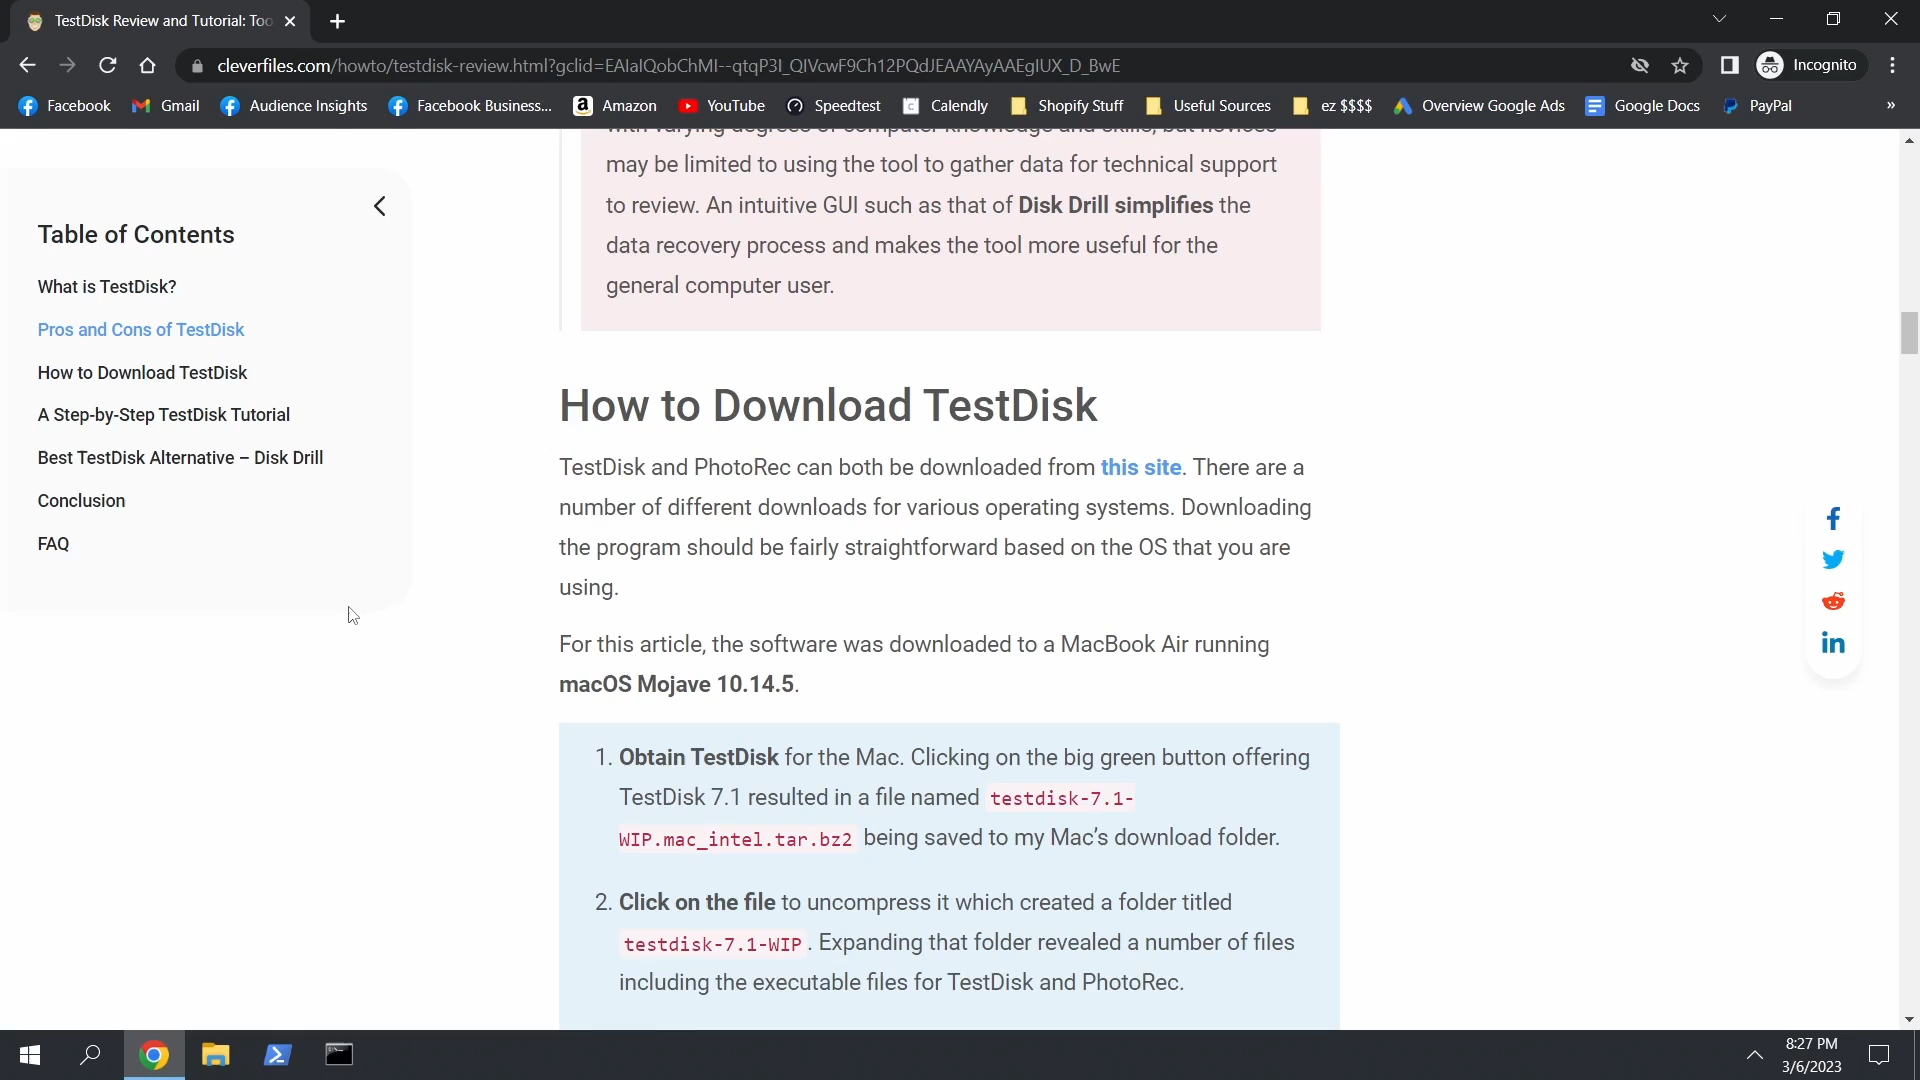 TestDisk Review and Tutorial: Too
cleverfiles.com/howto/testdisk-review.html?gclid=EAIaIQobChMI--qtqP3I_QIVcwF9Ch12PQdJEAAYAyAAEgIUX_D_BwE
Incognito
Facebook
Gmail
Audience Insights
Facebook Business...
Amazon
YouTube
Speedtest
Calendly
Shopify Stuff
Useful Sources
ez $$$$
Overview Google Ads
Google Docs
PayPal
»
Table of Contents
What is TestDisk?
Pros and Cons of TestDisk
How to Download TestDisk
A Step-by-Step TestDisk Tutorial
Best TestDisk Alternative – Disk Drill
Conclusion
FAQ
with varying degrees of computer knowledge and skills, but novices
may be limited to using the tool to gather data for technical support
to review. An intuitive GUI such as that of Disk Drill simplifies the
data recovery process and makes the tool more useful for the
general computer user.
How to Download TestDisk
TestDisk and PhotoRec can both be downloaded from this site. There are a
number of different downloads for various operating systems. Downloading
the program should be fairly straightforward based on the OS that you are
using.
For this article, the software was downloaded to a MacBook Air running
macOS Mojave 10.14.5.
1. Obtain TestDisk for the Mac. Clicking on the big green button offering
TestDisk 7.1 resulted in a file named testdisk-7.1-
WIP.mac_intel.tar.bz2 being saved to my Mac’s download folder.
2. Click on the file to uncompress it which created a folder titled
testdisk-7.1-WIP. Expanding that folder revealed a number of files
including the executable files for TestDisk and PhotoRec.
8:27 PM
3/6/2023